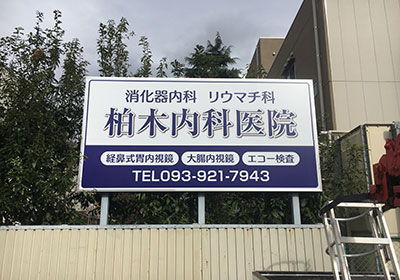 消化器内科 リウマチ科
柏木内科医院
経鼻式胃内視鏡 大腸内視鏡 エコー検査
TEL093-921-7943